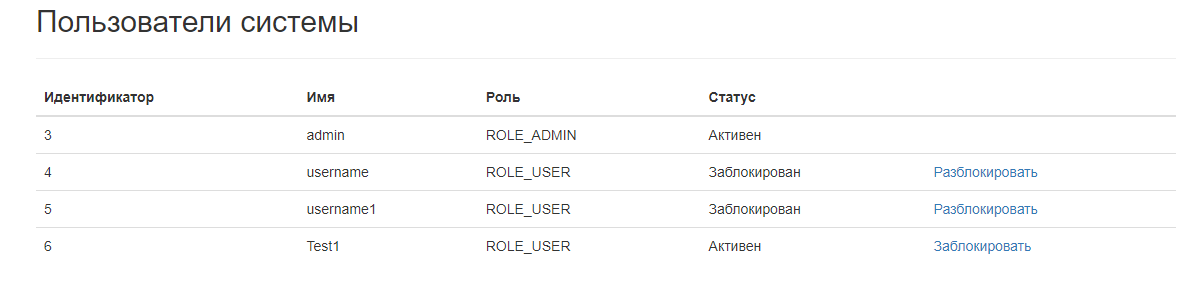 Пользователи системы
Идентификатор Имя Роль Статус
3 admin ROLE_ADMIN Активен
4 username ROLE_USER Заблокирован Разблокировать
5 username1 ROLE_USER Заблокирован Разблокировать
6 Test1 ROLE_USER Активен Заблокировать